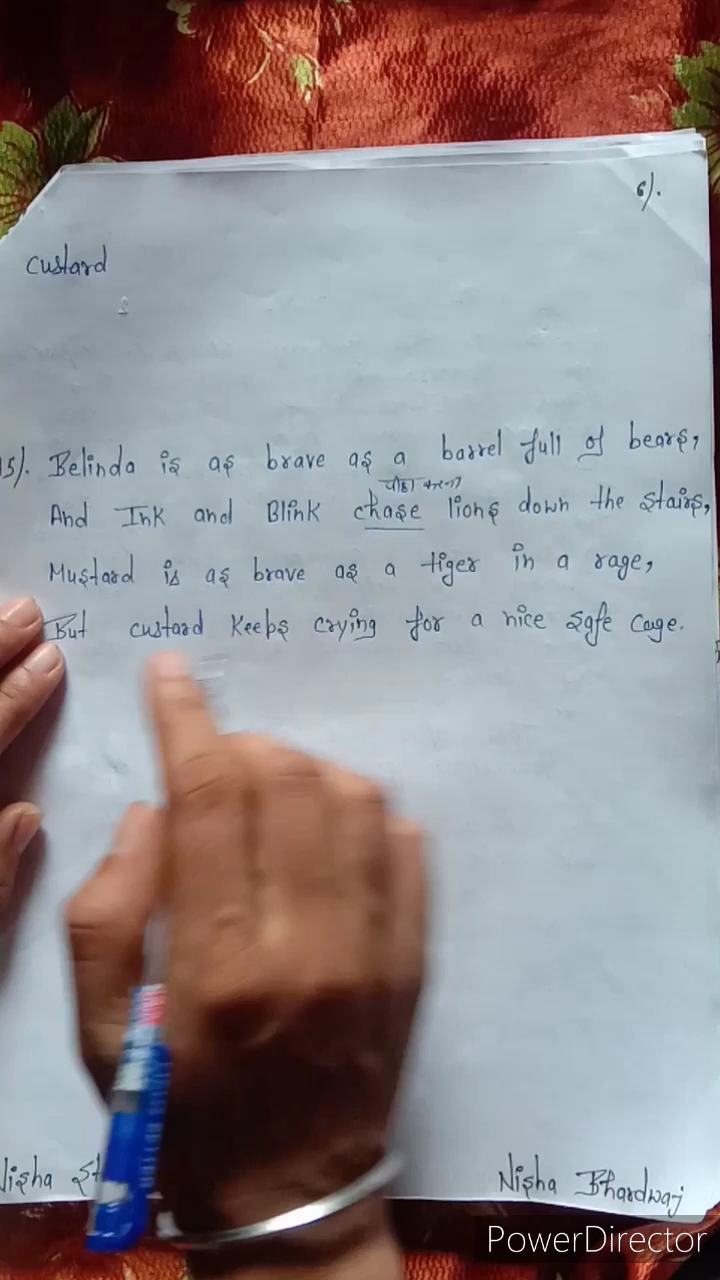 6).
Custard
15). Belinda is as brave as a barrel full of bears,
पीछा करना
And Ink and Blink chase lions down the stairs,
Mustard is as brave as a tiger in a rage,
But custard keeps crying for a nice safe cage.
Nisha
Nisha Bhardwaj
PowerDirector